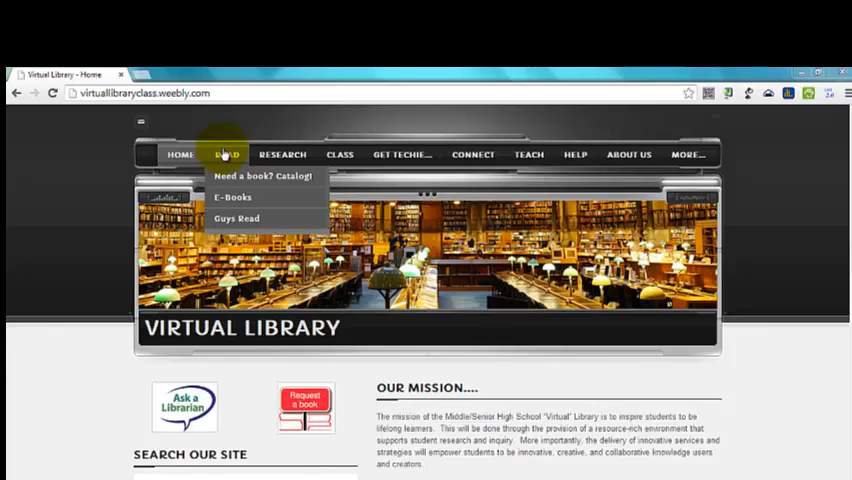 Virtual Library - Home
virtuallibraryclass.weebly.com
HOME READ RESEARCH CLASS GET TECHIE... CONNECT TEACH HELP ABOUT US MORE...
Need a book? Catalog!
E-Books
Guys Read
VIRTUAL LIBRARY
Ask a
Librarian
Request
a book
SEARCH OUR SITE
OUR MISSION....
The mission of the Middle/Senior High School "Virtual" Library is to inspire students to be
lifelong learners. This will be done through the provision of a resource-rich environment that
supports student research and inquiry. More importantly, the delivery of innovative services and
strategies will empower students to be innovative, creative, and collaborative knowledge users
and creators.